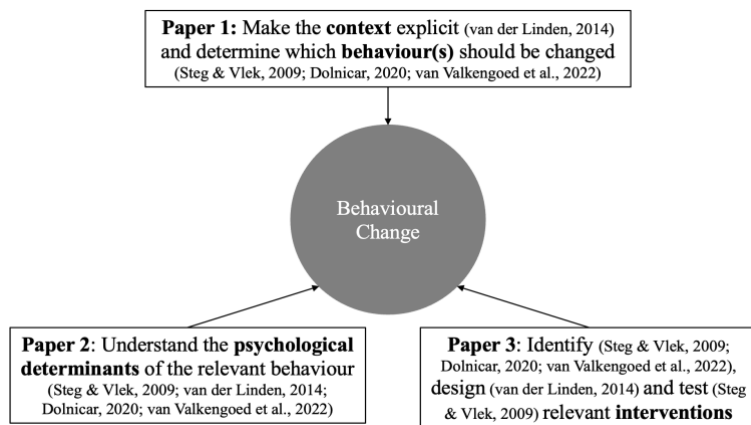 Paper 1: Make the context explicit (van der Linden, 2014)
and determine which behaviour(s) should be changed
(Steg & Vlek, 2009; Dolnicar, 2020; van Valkengoed et al., 2022)
Behavioural
Change
Paper 2: Understand the psychological
determinants of the relevant behaviour
(Steg & Vlek, 2009; van der Linden, 2014;
Dolnicar, 2020; van Valkengoed et al., 2022)
Paper 3: Identify (Steg & Vlek, 2009;
Dolnicar, 2020; van Valkengoed et al., 2022),
design (van der Linden, 2014) and test (Steg
& Vlek, 2009) relevant interventions